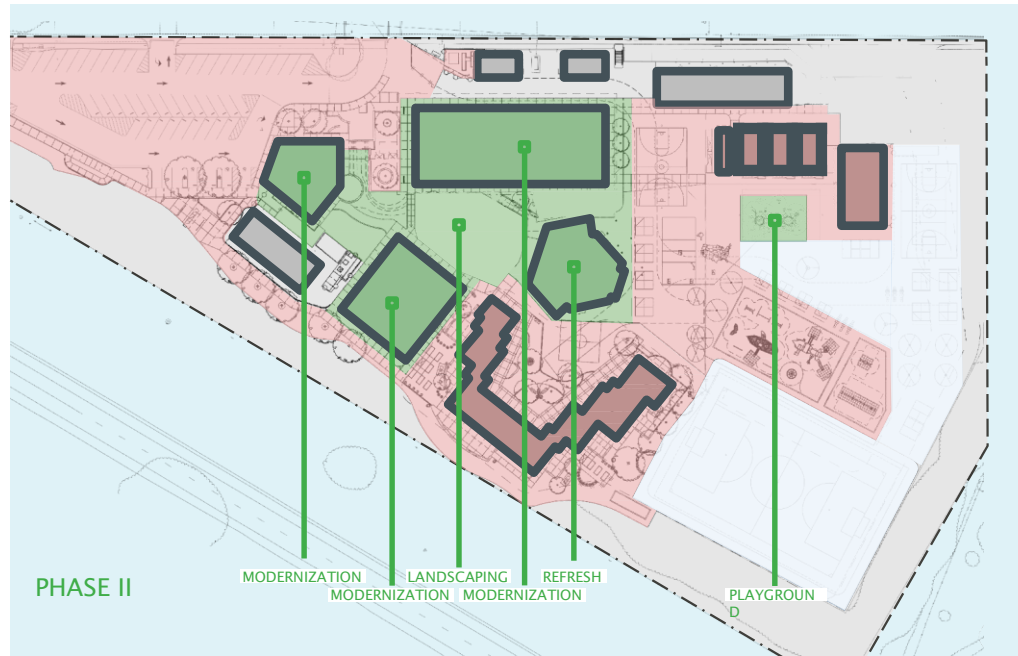 MODERNIZATION
LANDSCAPING
REFRESH
PHASE II
MODERNIZATION
MODERNIZATION
PLAYGROUN
D